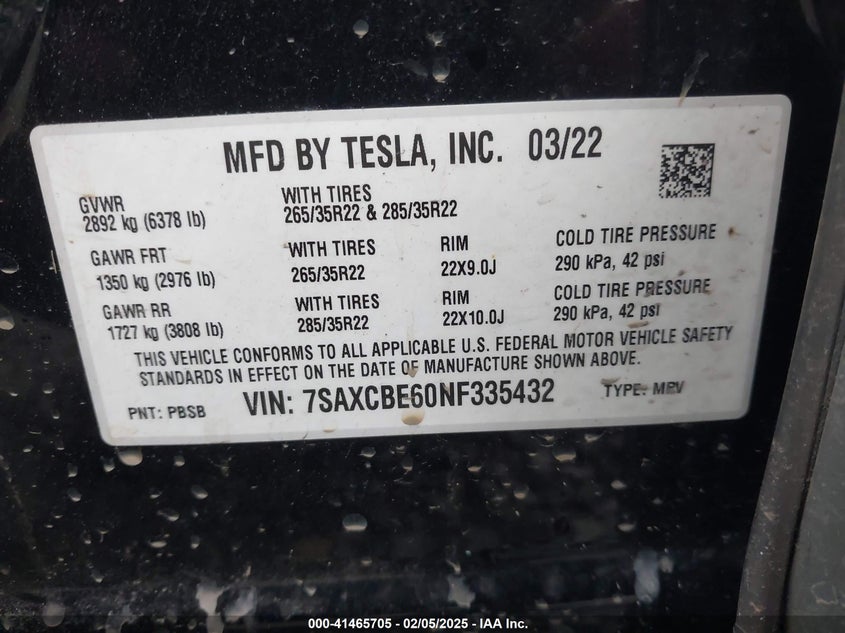 MFD BY TESLA, INC. 03/22
GVWR
2892 kg (6378 lb)
WITH TIRES
265/35R22 & 285/35R22
GAWR FRT
1350 kg (2976 lb)
WITH TIRES
265/35R22
RIM
22X9.0J
COLD TIRE PRESSURE
290 kPa, 42 psi
GAWR RR
1727 kg (3808 lb)
WITH TIRES
285/35R22
RIM
22X10.0J
COLD TIRE PRESSURE
290 kPa, 42 psi
THIS VEHICLE CONFORMS TO ALL APPLICABLE U.S. FEDERAL MOTOR VEHICLE SAFETY
STANDARDS IN EFFECT ON THE DATE OF MANUFACTURE SHOWN ABOVE.
PNT: PBSB VIN: 7SAXCBE60NF335432 TYPE: MPV
000-41465705 - 02/05/2025 - IAA Inc.